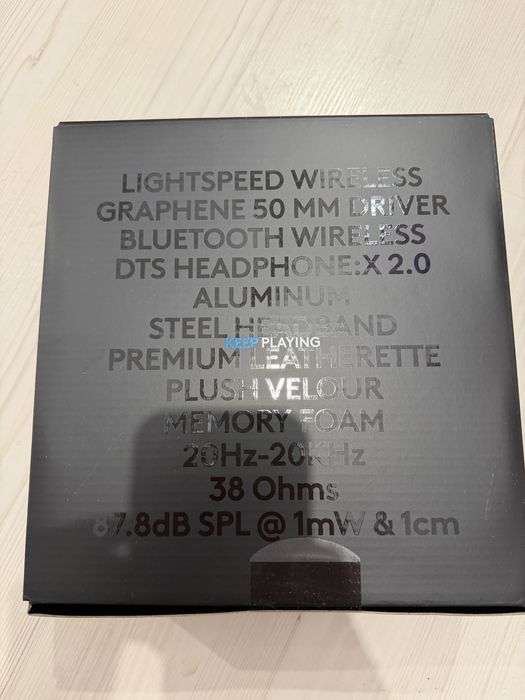 LIGHTSPEED WIRELESS
GRAPHENE 50 MM DRIVER
BLUETOOTH WIRELESS
DTS HEADPHONE:X 2.0
ALUMINUM
STEEL HEADBAND
KEEP PLAYING
PREMIUM LEATHERETTE
PLUSH VELOUR
MEMORY FOAM
20Hz-20KHz
38 Ohms
87.8dB SPL @ 1mW & 1cm